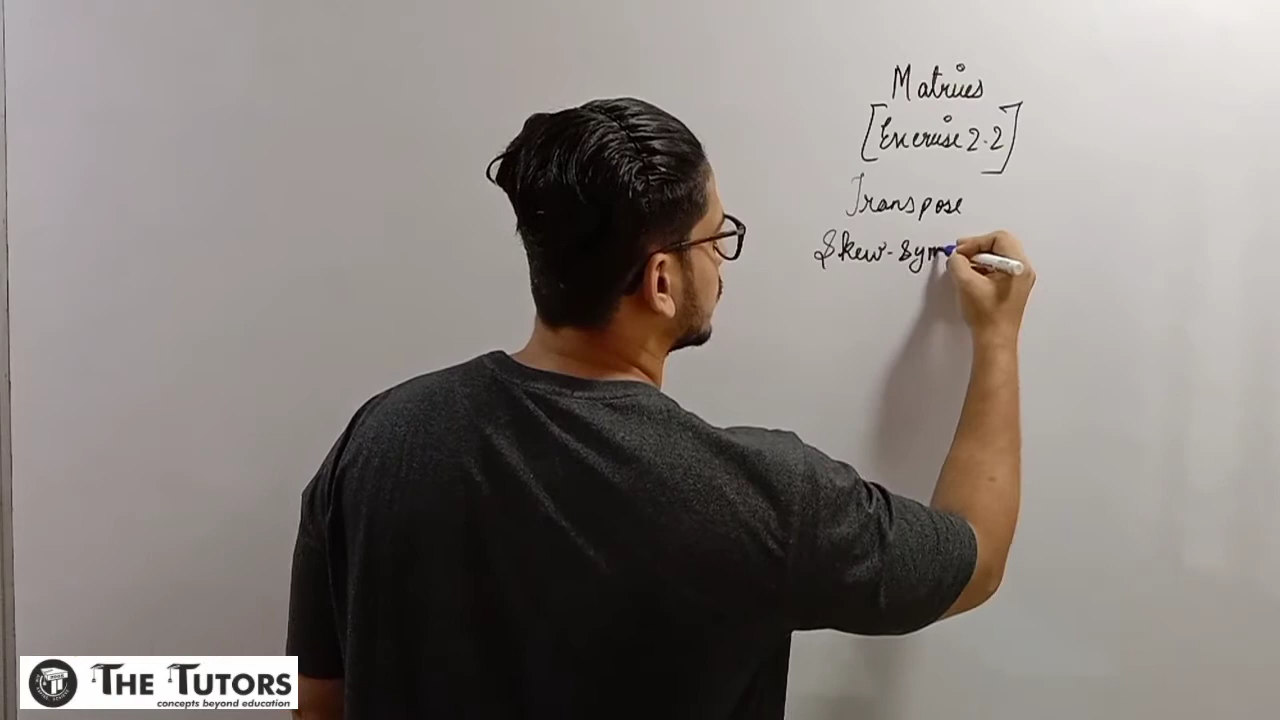 Matrices
[Exercise 2.2]
Transpose
Skew-sym
THE TUTORS
concepts beyond education